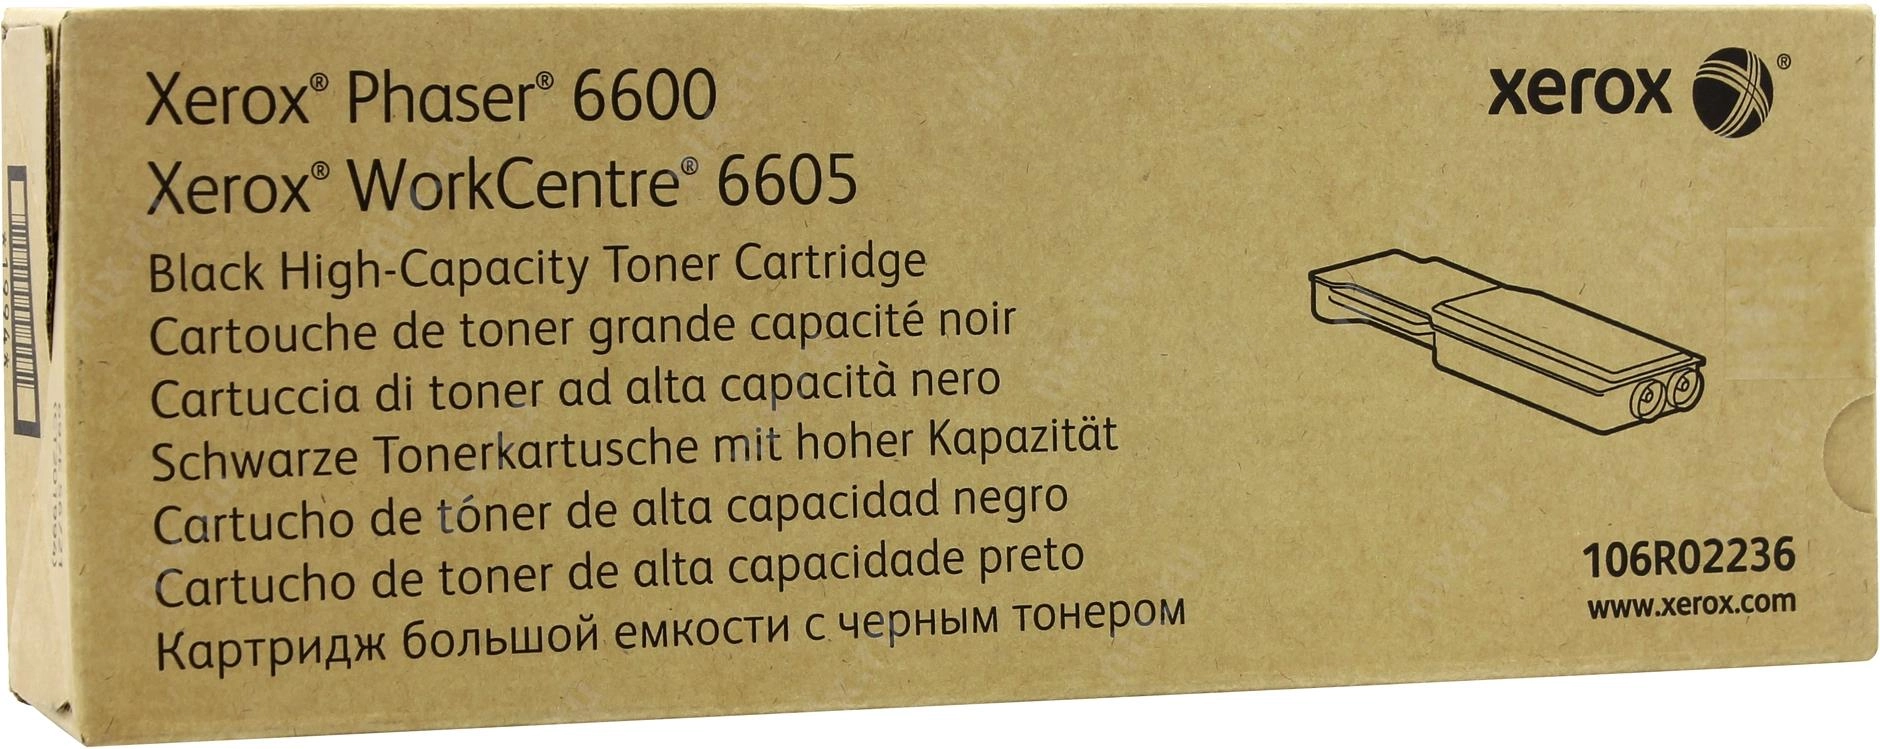 Xerox® Phaser® 6600
Xerox® WorkCentre® 6605
Black High-Capacity Toner Cartridge
Cartouche de toner grande capacité noir
Cartuccia di toner ad alta capacità nero
Schwarze Tonerkartusche mit hoher Kapazität
Cartucho de tóner de alta capacidad negro
Cartucho de toner de alta capacidade preto
Картридж большой емкости с черным тонером
xerox ®
106R02236
www.xerox.com